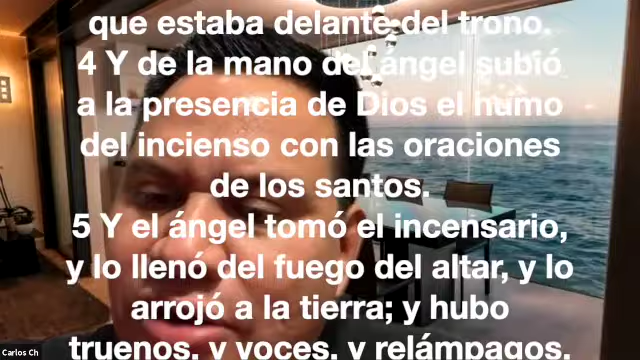 que estaba delante del trono.
4 Y de la mano del ángel subió
a la presencia de Dios el humo
del incienso con las oraciones
de los santos.
5 Y el ángel tomó el incensario,
y lo llenó del fuego del altar, y lo
arrojó a la tierra; y hubo
truenos, y voces, y relámpagos,
Carlos Ch